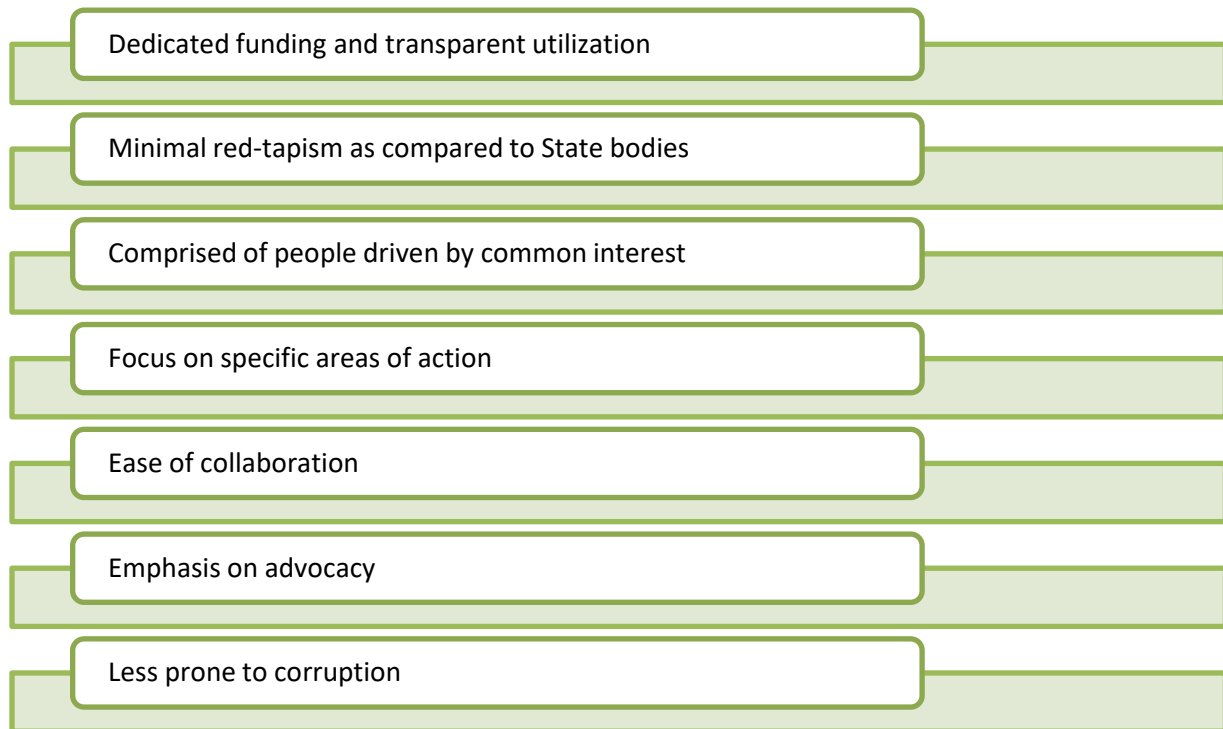 Dedicated funding and transparent utilization
Minimal red-tapism as compared to State bodies
Comprised of people driven by common interest
Focus on specific areas of action
Ease of collaboration
Emphasis on advocacy
Less prone to corruption